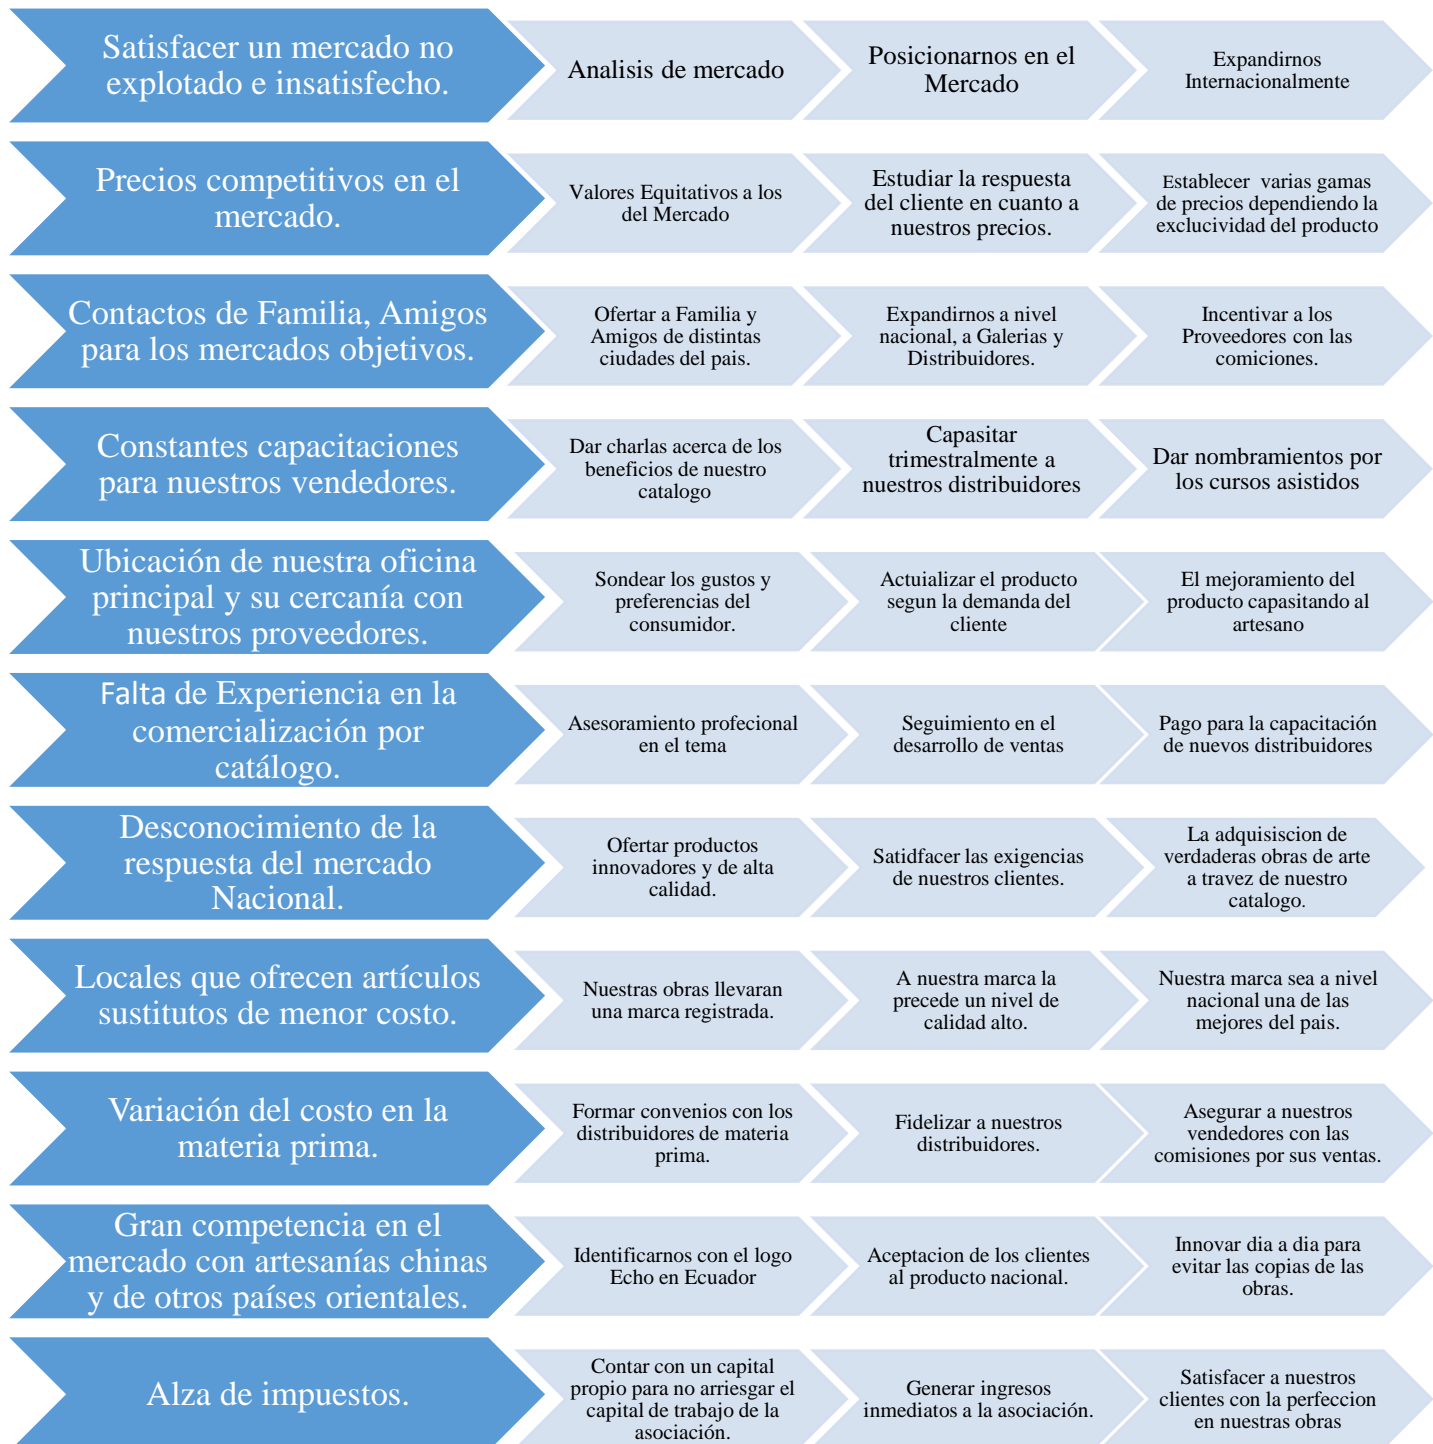 Satisfacer un mercado no
explotado e insatisfecho.
Analisis de mercado
Posicionarnos en el
Mercado
Expandirnos
Internacionalmente
Precios competitivos en el
mercado.
Valores Equitativos a los
del Mercado
Estudiar la respuesta
del cliente en cuanto a
nuestros precios.
Establecer varias gamas
de precios dependiendo la
exclucividad del producto
Contactos de Familia, Amigos
para los mercados objetivos.
Ofertar a Familia y
Amigos de distintas
ciudades del pais.
Expandirnos a nivel
nacional, a Galerias y
Distribuidores.
Incentivar a los
Proveedores con las
comiciones.
Constantes capacitaciones
para nuestros vendedores.
Dar charlas acerca de los
beneficios de nuestro
catalogo
Capasitar
trimestralmente a
nuestros distribuidores
Dar nombramientos por
los cursos asistidos
Ubicación de nuestra oficina
principal y su cercanía con
nuestros proveedores.
Sondear los gustos y
preferencias del
consumidor.
Actuializar el producto
segun la demanda del
cliente
El mejoramiento del
producto capasitando al
artesano
Falta de Experiencia en la
comercialización por
catálogo.
Asesoramiento profecional
en el tema
Seguimiento en el
desarrollo de ventas
Pago para la capacitación
de nuevos distribuidores
Desconocimiento de la
respuesta del mercado
Nacional.
Ofertar productos
innovadores y de alta
calidad.
Satidfacer las exigencias
de nuestros clientes.
La adquisiscion de
verdaderas obras de arte
a travez de nuestro
catalogo.
Locales que ofrecen artículos
sustitutos de menor costo.
Nuestras obras llevaran
una marca registrada.
A nuestra marca la
precede un nivel de
calidad alto.
Nuestra marca sea a nivel
nacional una de las
mejores del pais.
Variación del costo en la
materia prima.
Formar convenios con los
distribuidores de materia
prima.
Fidelizar a nuestros
distribuidores.
Asegurar a nuestros
vendedores con las
comisiones por sus ventas.
Gran competencia en el
mercado con artesanías chinas
y de otros países orientales.
Identificarnos con el logo
Echo en Ecuador
Aceptacion de los clientes
al producto nacional.
Innovar dia a dia para
evitar las copias de las
obras.
Alza de impuestos.
Contar con un capital
propio para no arriesgar el
capital de trabajo de la
asociación.
Generar ingresos
inmediatos a la asociación.
Satisfacer a nuestros
clientes con la perfeccion
en nuestras obras